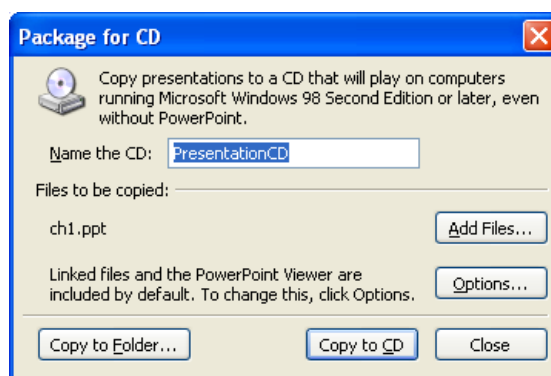 Package for CD
Copy presentations to a CD that will play on computers
running Microsoft Windows 98 Second Edition or later, even
without PowerPoint.
Name the CD: PresentationCD
Files to be copied:
ch1.ppt
Add Files...
Linked files and the PowerPoint Viewer are
included by default. To change this, click Options.
Options...
Copy to Folder... Copy to CD Close